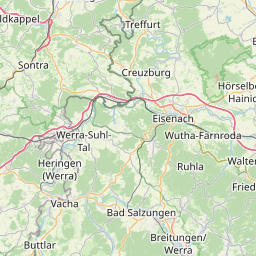 Treffurt
Sontra
Creuzburg
Eisenach
Werra-Suhl-
Tal
Wutha-Farnroda
Heringen
(Werra)
Ruhla
Vacha
Bad Salzungen
Buttlar
Breitungen/
Werra